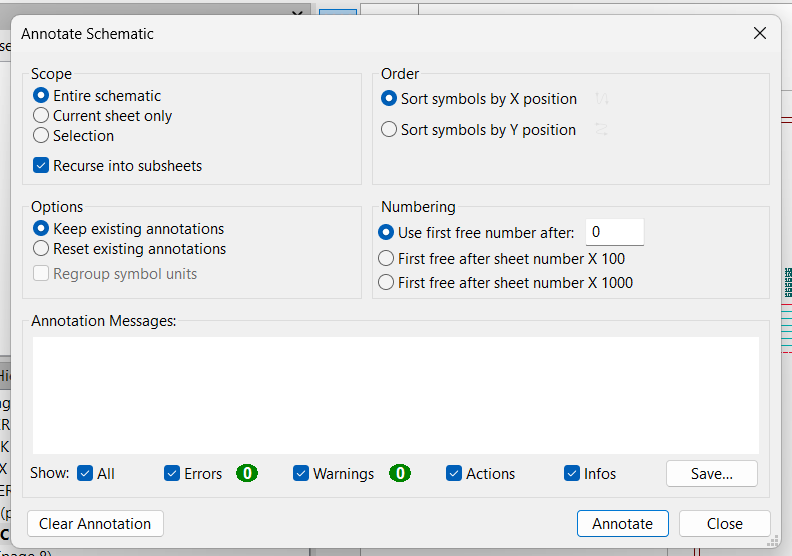 Annotate Schematic
Scope
Entire schematic
Current sheet only
Selection
Recurse into subsheets
Order
Sort symbols by X position
Sort symbols by Y position
Options
Keep existing annotations
Reset existing annotations
Regroup symbol units
Numbering
Use first free number after: 0
First free after sheet number X 100
First free after sheet number X 1000
Annotation Messages:
Show: All Errors 0 Warnings 0 Actions Infos Save...
Clear Annotation Annotate Close